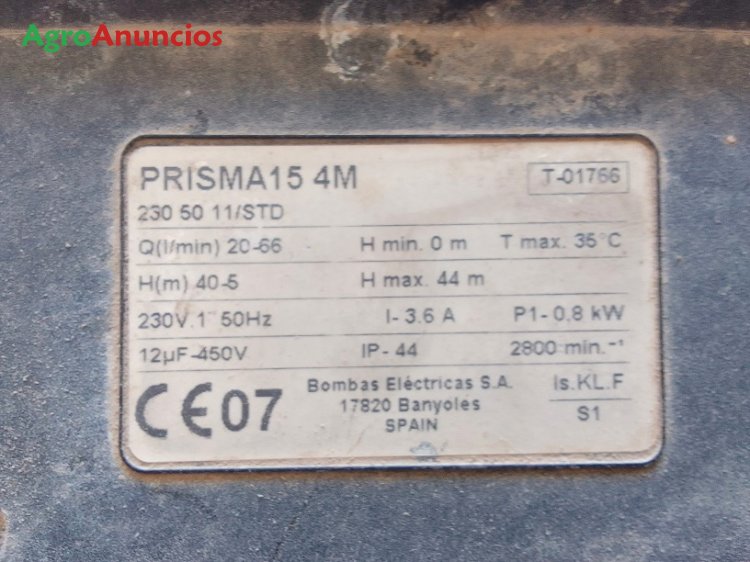 AgroAnuncios
PRISMA15 4M T-01766
230 50 11/STD
Q(l/min) 20-66 H min. 0 m T max. 35°C
H(m) 40-5 H max. 44 m
230V.1~50Hz I- 3.6 A P1- 0,8 kW
12µF-450V IP- 44 2800 min.-¹
CE07 Bombas Eléctricas S.A. Is.KL.F
17820 Banyoles S1
SPAIN